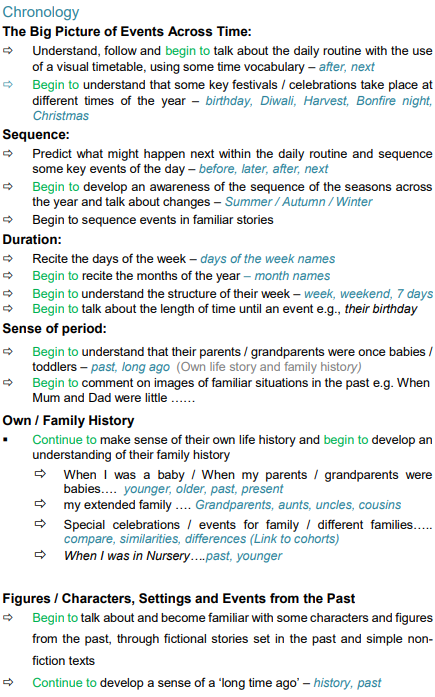 Chronology
The Big Picture of Events Across Time:
⇨ Understand, follow and begin to talk about the daily routine with the use
of a visual timetable, using some time vocabulary – after, next
⇨ Begin to understand that some key festivals / celebrations take place at
different times of the year – birthday, Diwali, Harvest, Bonfire night,
Christmas
Sequence:
⇨ Predict what might happen next within the daily routine and sequence
some key events of the day – before, later, after, next
⇨ Begin to develop an awareness of the sequence of the seasons across
the year and talk about changes – Summer / Autumn / Winter
⇨ Begin to sequence events in familiar stories
Duration:
⇨ Recite the days of the week – days of the week names
⇨ Begin to recite the months of the year – month names
⇨ Begin to understand the structure of their week – week, weekend, 7 days
⇨ Begin to talk about the length of time until an event e.g., their birthday
Sense of period:
⇨ Begin to understand that their parents / grandparents were once babies /
toddlers – past, long ago (Own life story and family history)
⇨ Begin to comment on images of familiar situations in the past e.g. When
Mum and Dad were little ……
Own / Family History
▪ Continue to make sense of their own life history and begin to develop an
understanding of their family history
⇨ When I was a baby / When my parents / grandparents were
babies…. younger, older, past, present
⇨ my extended family …. Grandparents, aunts, uncles, cousins
⇨ Special celebrations / events for family / different families…..
compare, similarities, differences (Link to cohorts)
⇨ When I was in Nursery….past, younger
Figures / Characters, Settings and Events from the Past
⇨ Begin to talk about and become familiar with some characters and figures
from the past, through fictional stories set in the past and simple non-
fiction texts
⇨ Continue to develop a sense of a ‘long time ago’ – history, past